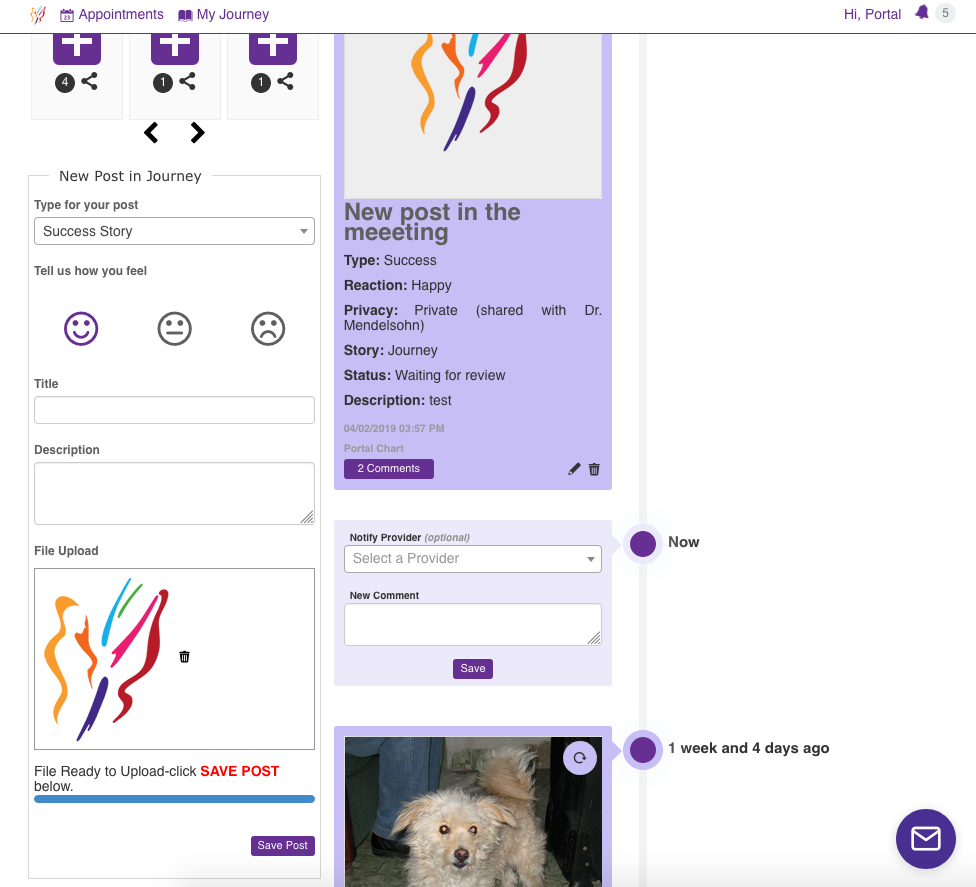 Appointments
My Journey
Hi, Portal
5
4
1
1
New Post in Journey
Type for your post
Success Story
Tell us how you feel
Title
Description
File Upload
File Ready to Upload-click SAVE POST
below.
Save Post
New post in the
meeeting
Type: Success
Reaction: Happy
Privacy: Private (shared with Dr.
Mendelsohn)
Story: Journey
Status: Waiting for review
Description: test
04/02/2019 03:57 PM
Portal Chart
2 Comments
Notify Provider (optional)
Select a Provider
New Comment
Save
Now
1 week and 4 days ago